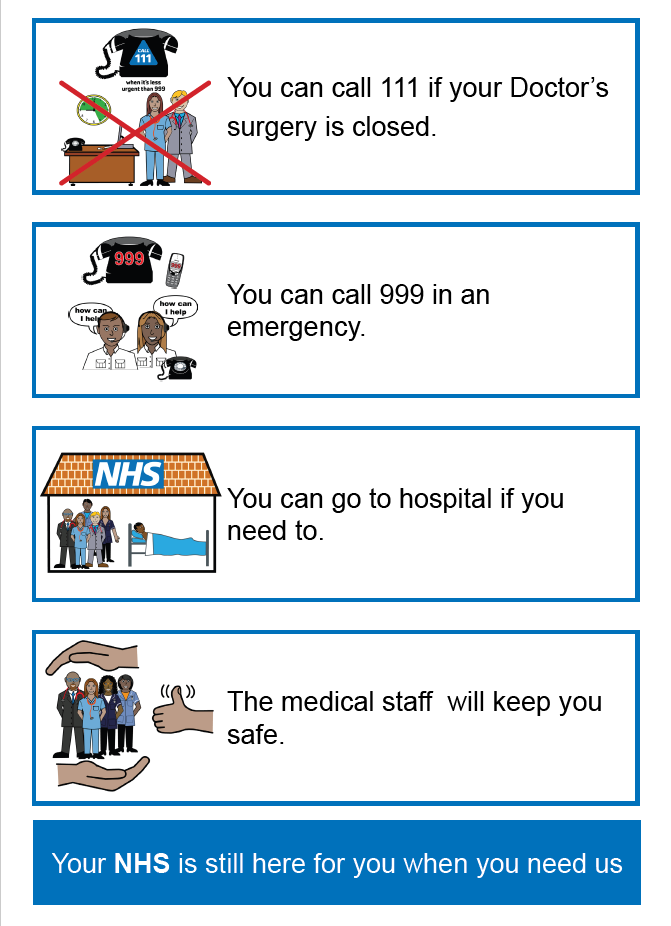 CALL
111
when it's less
urgent than 999
You can call 111 if your Doctor’s
surgery is closed.
999
999
how can
I help
how can
I help
You can call 999 in an
emergency.
NHS
You can go to hospital if you
need to.
The medical staff  will keep you
safe.
Your NHS is still here for you when you need us